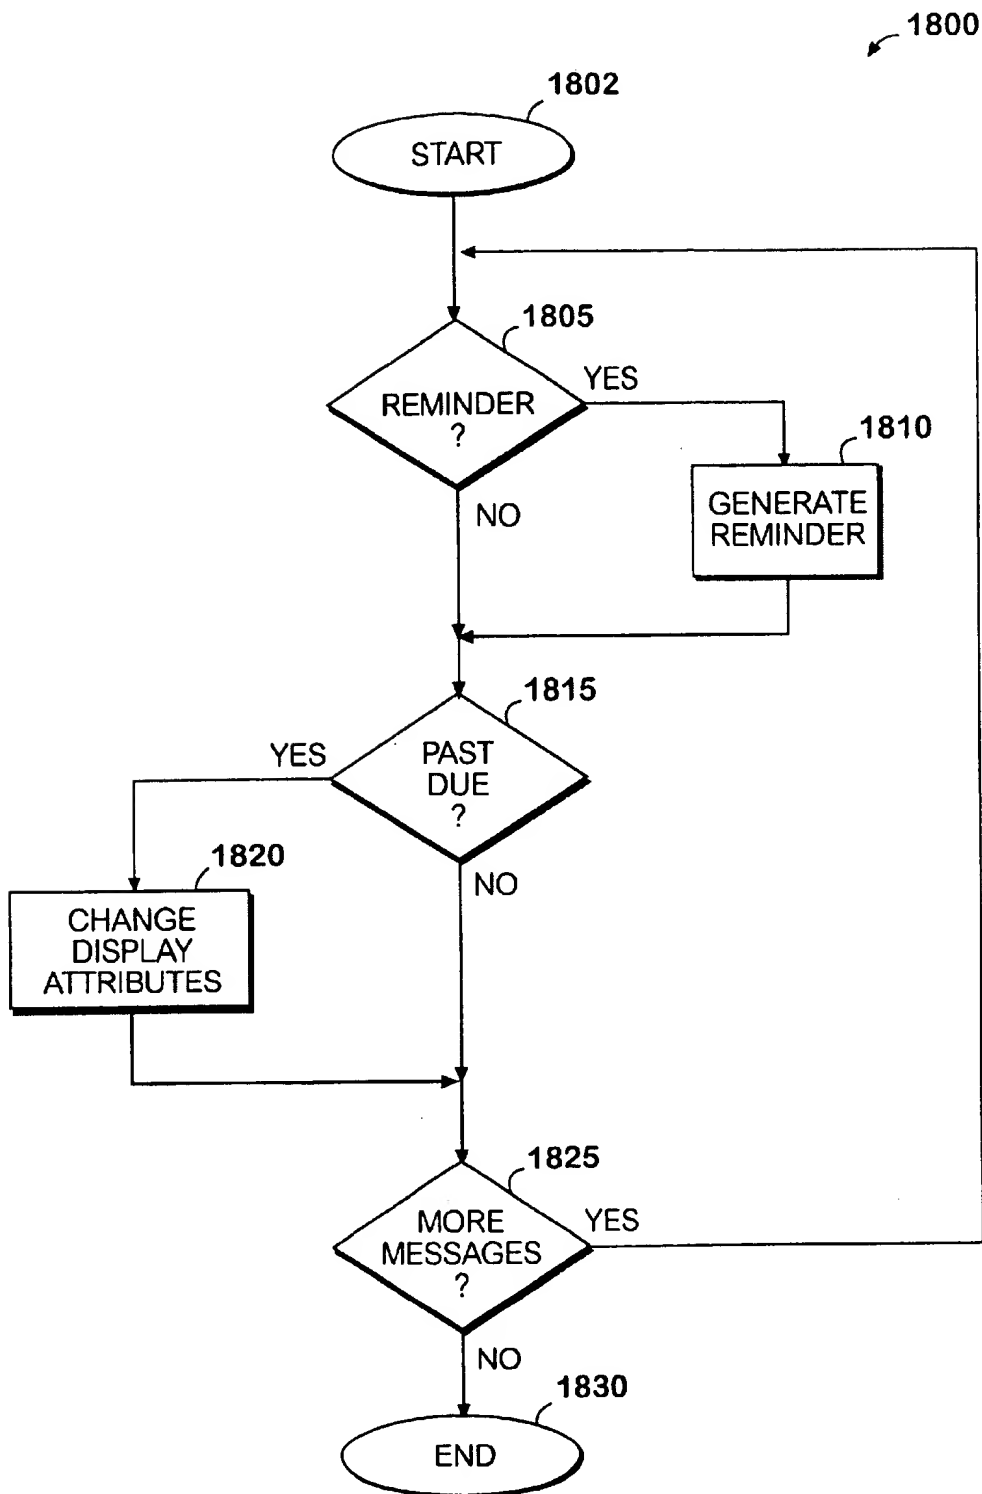 1800
1802
START
1805
REMINDER
?
YES
NO
1810
GENERATE
REMINDER
1815
PAST
DUE
?
YES
NO
1820
CHANGE
DISPLAY
ATTRIBUTES
1825
MORE
MESSAGES
?
YES
NO
1830
END